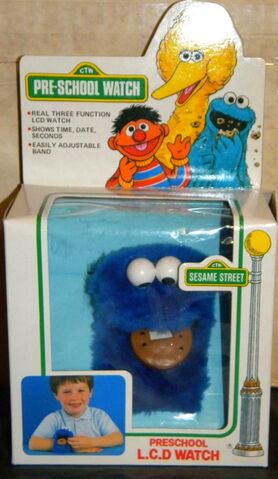 CTW
PRE-SCHOOL WATCH
•REAL THREE FUNCTION
LCD WATCH
•SHOWS TIME, DATE,
SECONDS
•EASILY ADJUSTABLE
BAND
CTW
SESAME STREET
PRESCHOOL
L.C.D WATCH